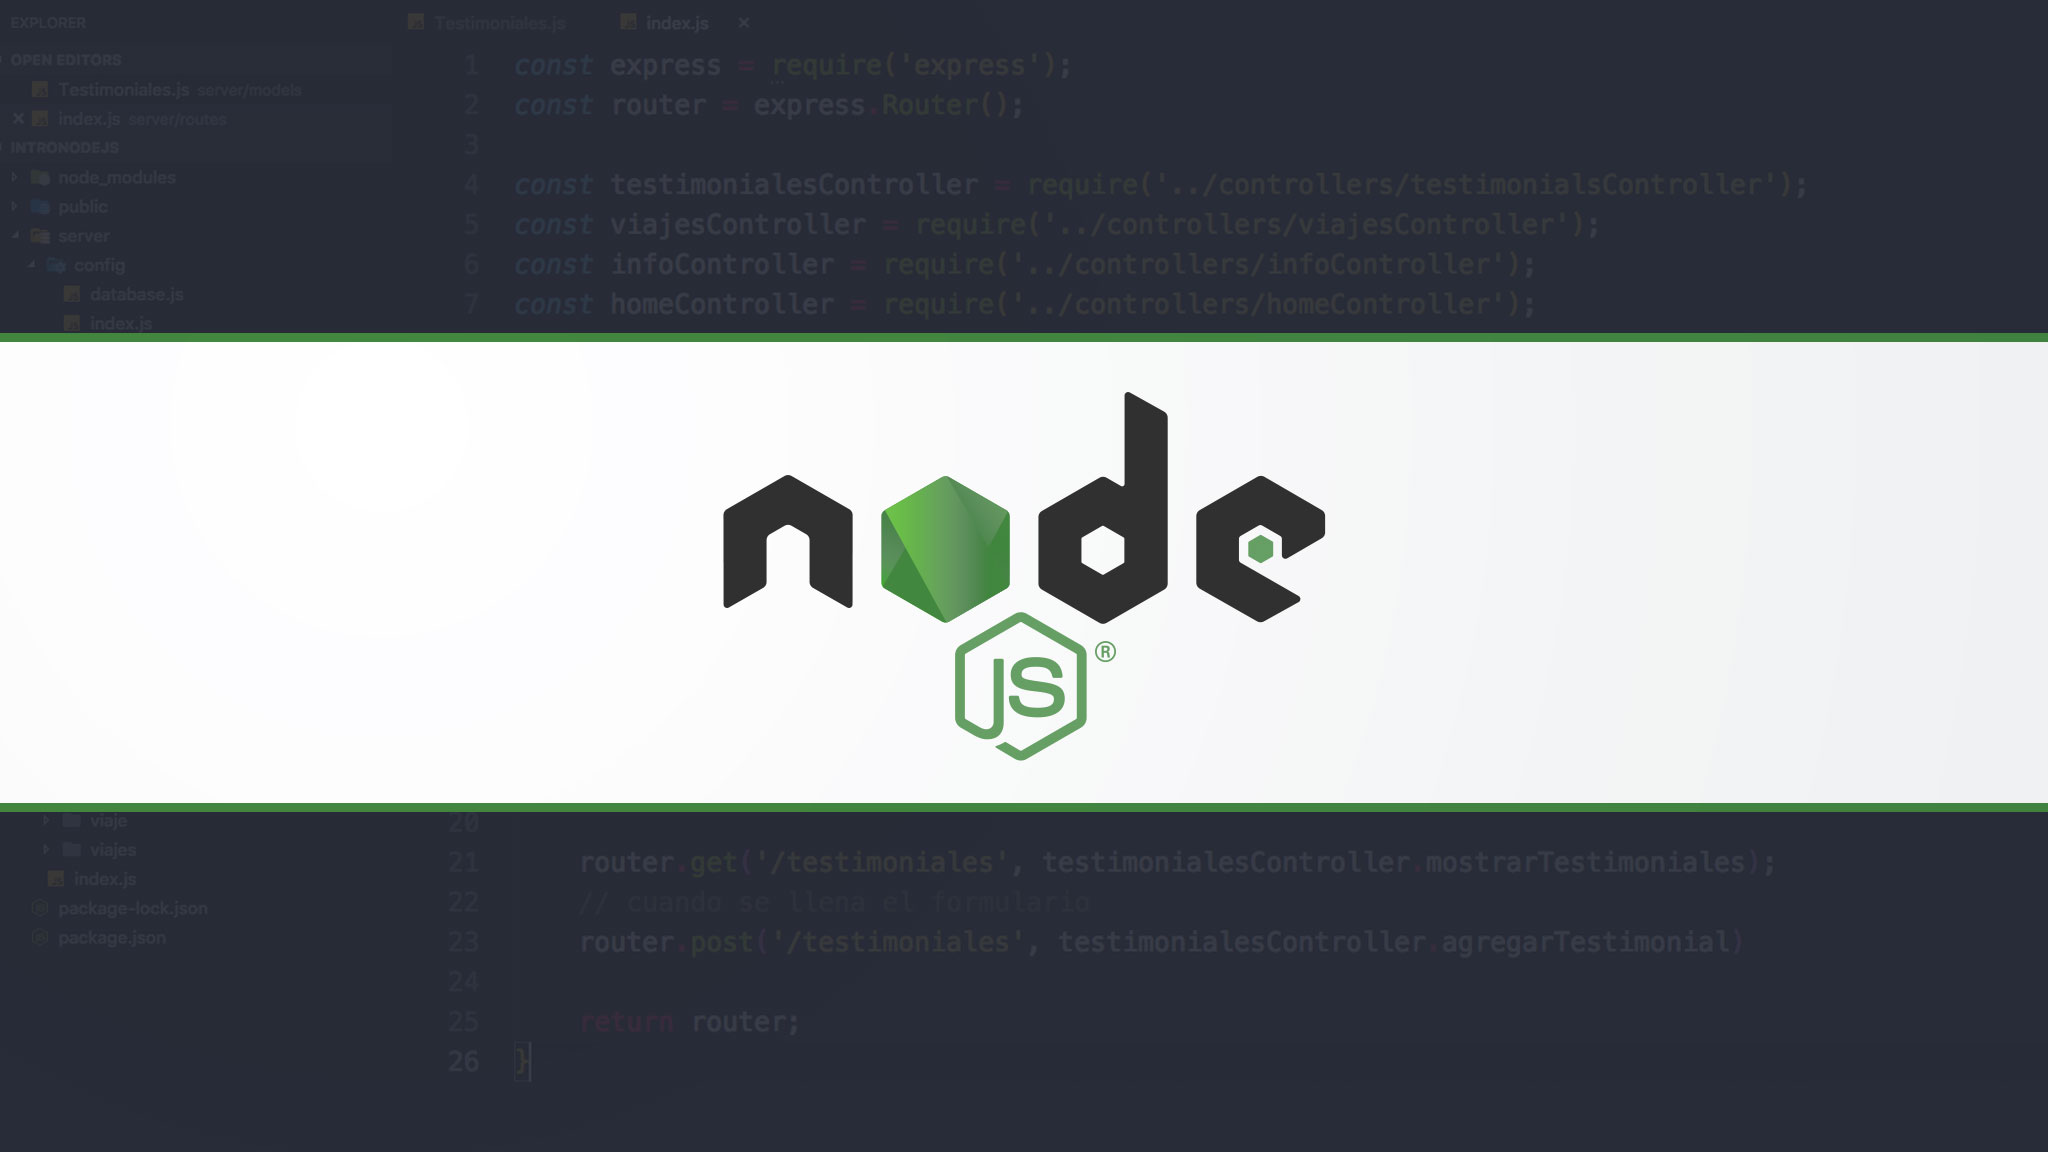 EXPLORER
OPEN EDITORS
Testimoniales.js server/models
index.js server/routes
INTRONODEJS
node_modules
public
server
config
database.js
index.js
Testimoniales.js
index.js
1 const express = require('express');
2 const router = express.Router();
3
4 const testimonialesController = require('../controllers/testimonialsController');
5 const viajesController = require('../controllers/viajesController');
6 const infoController = require('../controllers/infoController');
7 const homeController = require('../controllers/homeController');
node
JS ®
viaje
viajes
index.js
package-lock.json
package.json
20
21 router.get('/testimoniales', testimonialesController.mostrarTestimoniales);
22 // cuando se llena el formulario
23 router.post('/testimoniales', testimonialesController.agregarTestimonial)
24
25 return router;
26 }